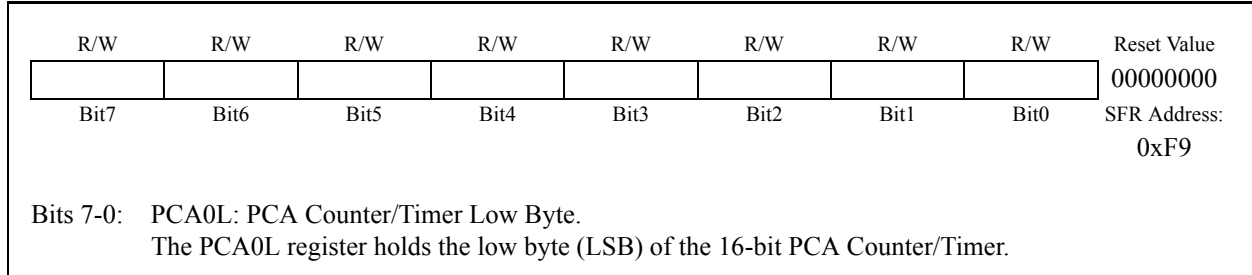 R/W R/W R/W R/W R/W R/W R/W R/W Reset Value
00000000
Bit7 Bit6 Bit5 Bit4 Bit3 Bit2 Bit1 Bit0 SFR Address:
0xF9
Bits 7-0: PCA0L: PCA Counter/Timer Low Byte.
The PCA0L register holds the low byte (LSB) of the 16-bit PCA Counter/Timer.